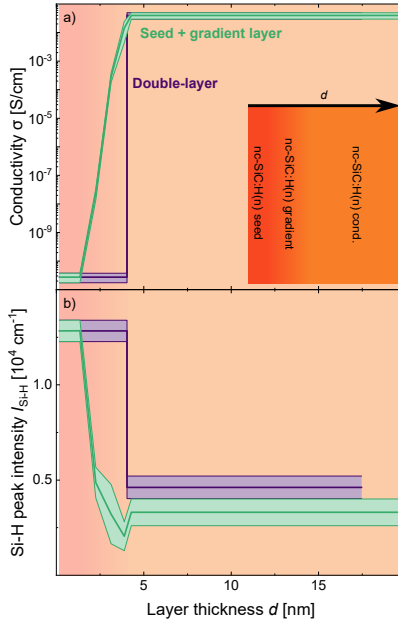 a)
Seed + gradient layer
Double-layer
d
nc-SiC:H(n) seed
nc-SiC:H(n) gradient
nc-SiC:H(n) cond.
Conductivity σ [S/cm]
10⁻³
10⁻⁵
10⁻⁷
10⁻⁹
b)
Si-H peak intensity I_Si-H [10⁴ cm⁻¹]
1.0
0.5
5 10 15
Layer thickness d [nm]